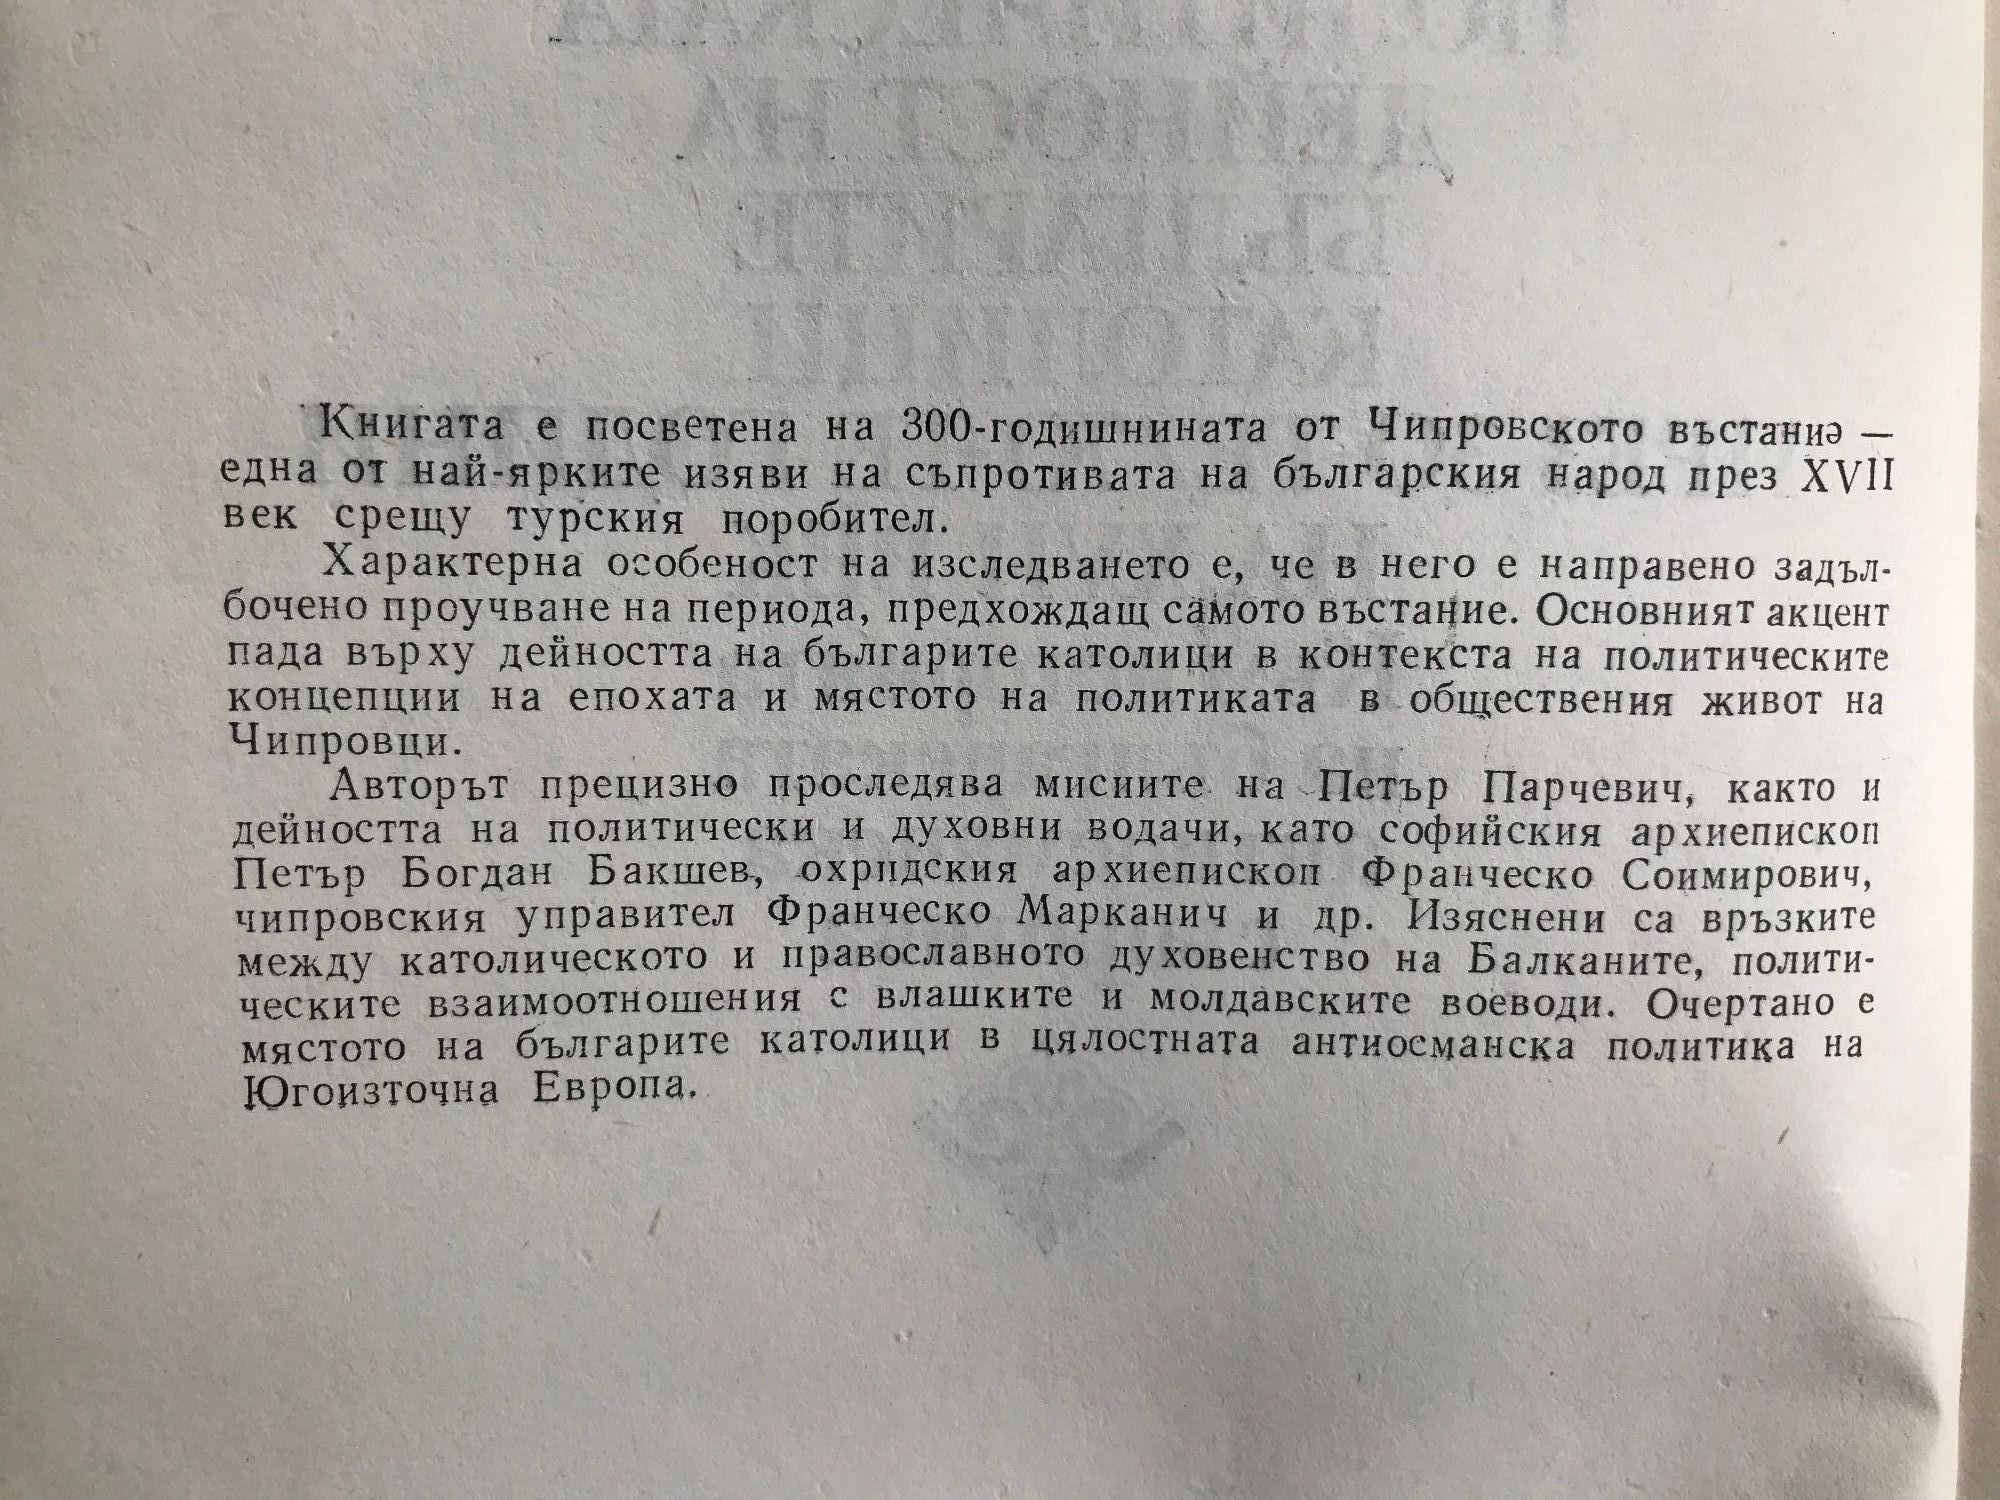 Книгата е посветена на 300-годишнината от Чипровското въстание —
една от най-ярките изяви на съпротивата на българския народ през XVII
век срещу турския поробител.
Характерна особеност на изследването е, че в него е направено задъл-
бочено проучване на периода, предхождащ самото въстание. Основният акцент
пада върху дейността на българите католици в контекста на политическите
концепции на епохата и мястото на политиката в обществения живот на
Чипровци.
Авторът прецизно проследява мисиите на Петър Парчевич, както и
дейността на политически и духовни водачи, като софийския архиепископ
Петър Богдан Бакшев, охридския архиепископ Франческо Соимирович,
чипровския управител Франческо Марканич и др. Изяснени са връзките
между католическото и православното духовенство на Балканите, полити-
ческите взаимоотношения с влашките и молдавските воеводи. Очертано е
мястото на българите католици в цялостната антиосманска политика на
Югоизточна Европа.